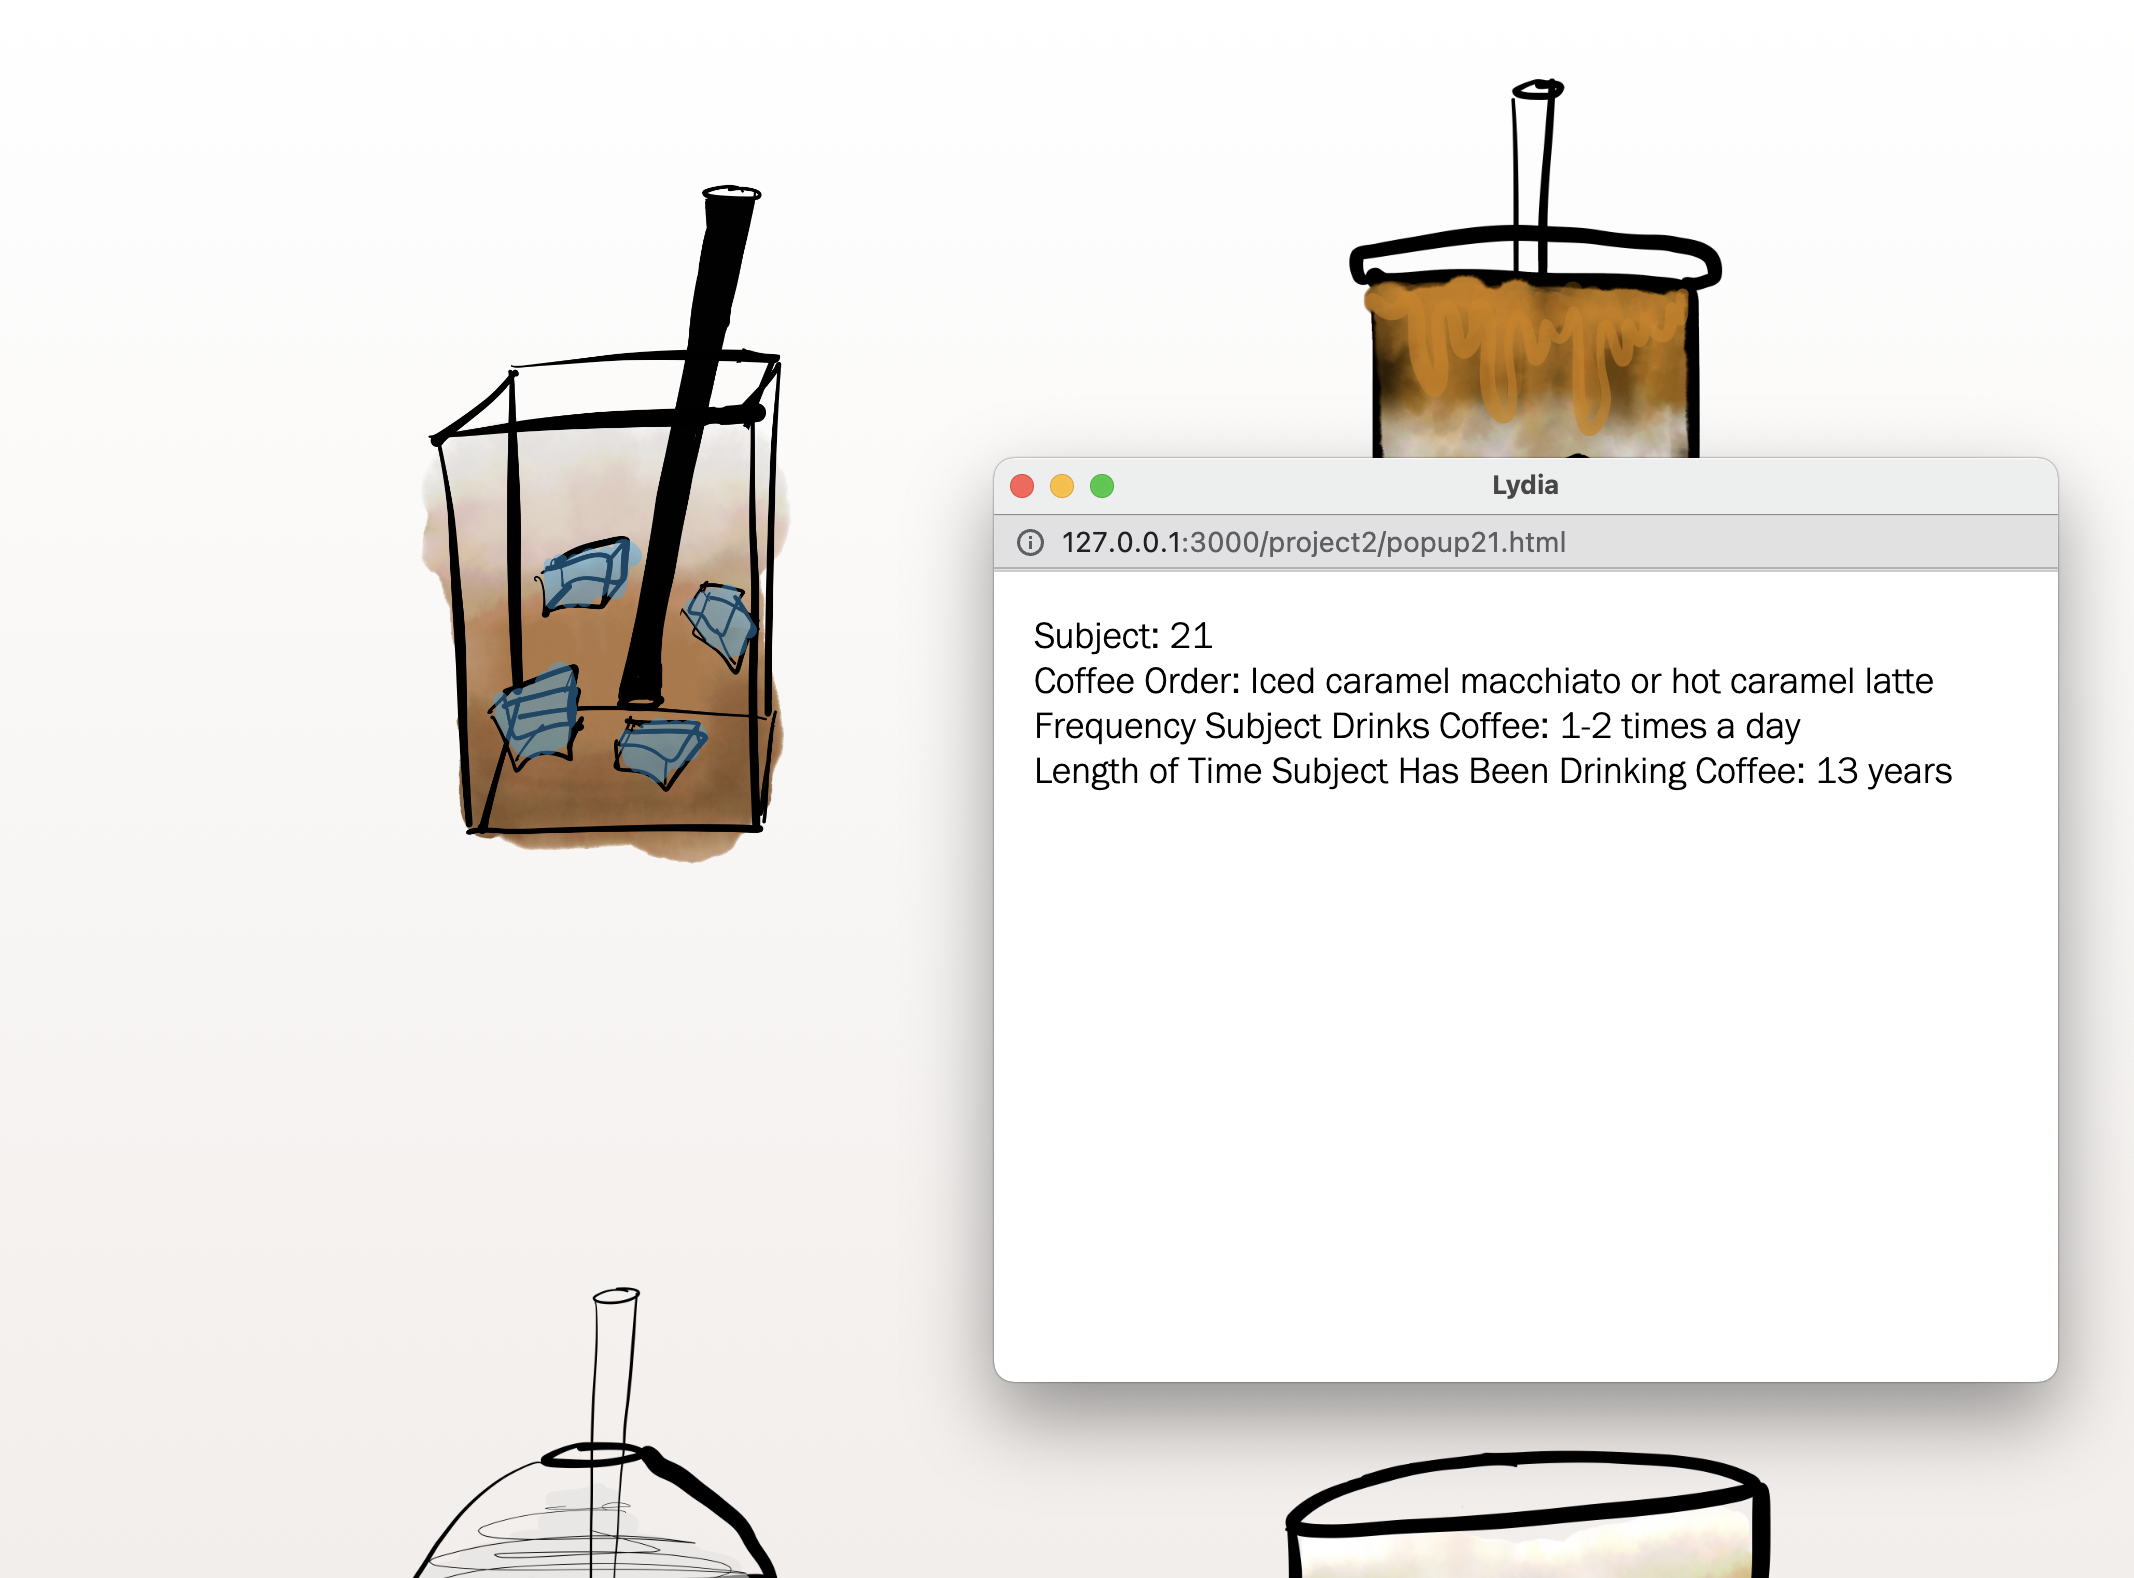 Lydia
127.0.0.1:3000/project2/popup21.html
Subject: 21
Coffee Order: Iced caramel macchiato or hot caramel latte
Frequency Subject Drinks Coffee: 1-2 times a day
Length of Time Subject Has Been Drinking Coffee: 13 years